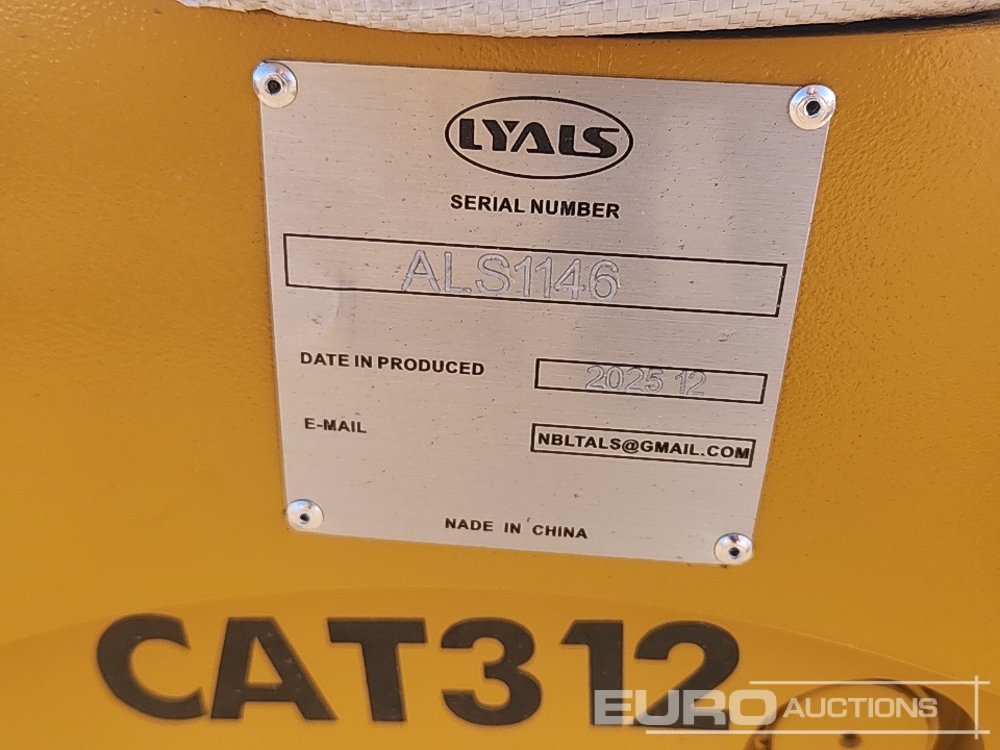 LYALS
SERIAL NUMBER
ALS1146
DATE IN PRODUCED 2025 12
E-MAIL NBLTALS@GMAIL.COM
NADE IN CHINA
CAT312
EURO AUCTIONS